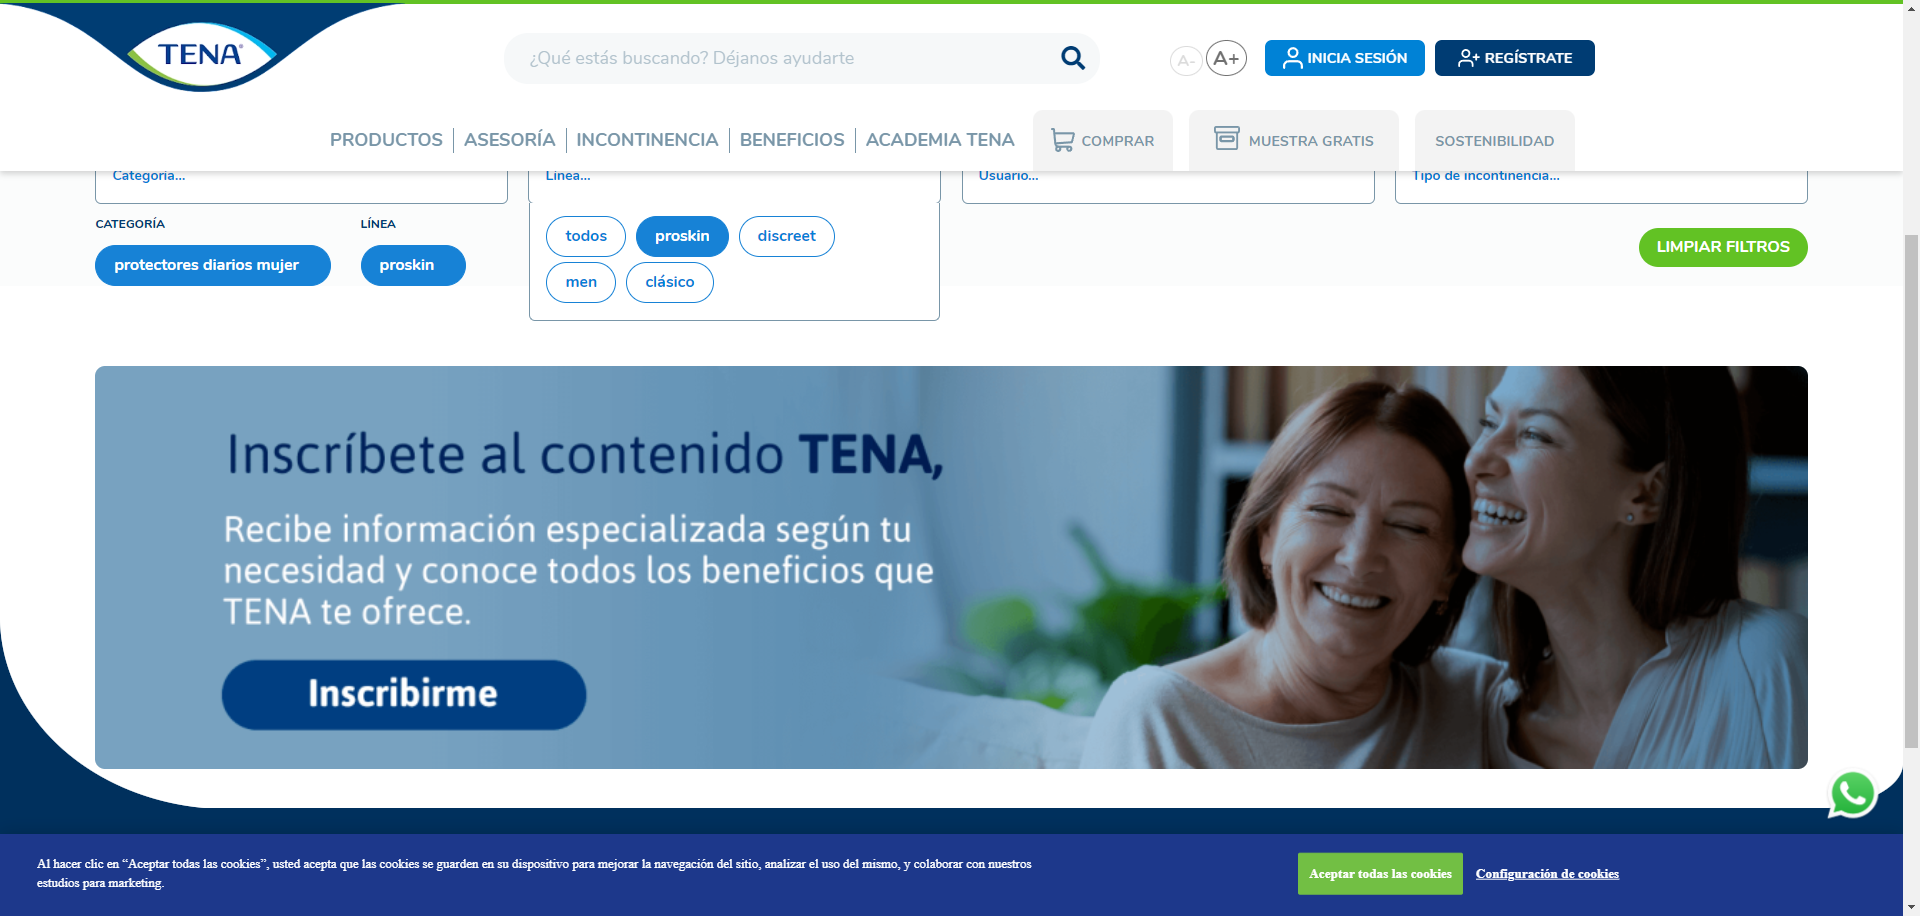 TENA
¿Qué estás buscando? Déjanos ayudarte
A-
A+
INICIA SESIÓN
REGÍSTRATE
PRODUCTOS
ASESORÍA
INCONTINENCIA
BENEFICIOS
ACADEMIA TENA
COMPRAR
MUESTRA GRATIS
SOSTENIBILIDAD
Categoría...
Línea...
Usuario...
Tipo de incontinencia...
CATEGORÍA
LÍNEA
protectores diarios mujer
proskin
todos
proskin
discreet
men
clásico
LIMPIAR FILTROS
Inscríbete al contenido TENA,
Recibe información especializada según tu
necesidad y conoce todos los beneficios que
TENA te ofrece.
Inscribirme
Al hacer clic en “Aceptar todas las cookies”, usted acepta que las cookies se guarden en su dispositivo para mejorar la navegación del sitio, analizar el uso del mismo, y colaborar con nuestros
estudios para marketing.
Aceptar todas las cookies
Configuración de cookies